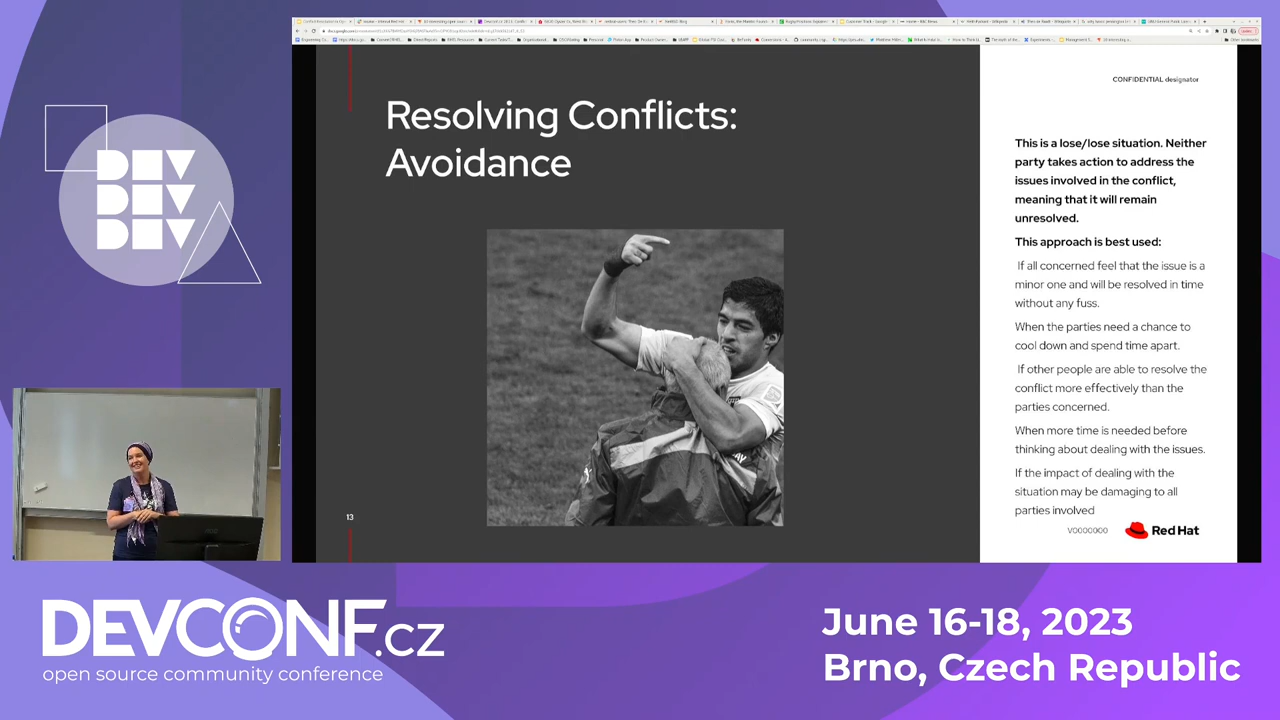 DEV
DEV
DEV
Resolving Conflicts:
Avoidance
13
CONFIDENTIAL designator
This is a lose/lose situation. Neither
party takes action to address the
issues involved in the conflict,
meaning that it will remain
unresolved.
This approach is best used:
If all concerned feel that the issue is a
minor one and will be resolved in time
without any fuss.
When the parties need a chance to
cool down and spend time apart.
If other people are able to resolve the
conflict more effectively than the
parties concerned.
When more time is needed before
thinking about dealing with the issues.
If the impact of dealing with the
situation may be damaging to all
parties involved
V0000000
Red Hat
DEVCONF.cz
open source community conference
June 16-18, 2023
Brno, Czech Republic